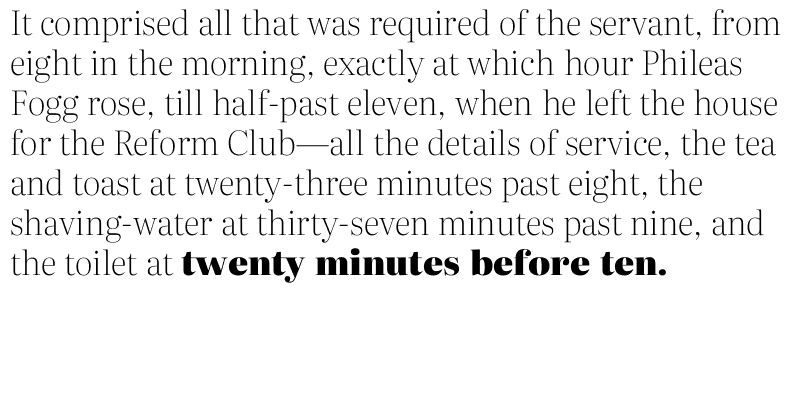 It comprised all that was required of the servant, from
eight in the morning, exactly at which hour Phileas
Fogg rose, till half-past eleven, when he left the house
for the Reform Club—all the details of service, the tea
and toast at twenty-three minutes past eight, the
shaving-water at thirty-seven minutes past nine, and
the toilet at twenty minutes before ten.